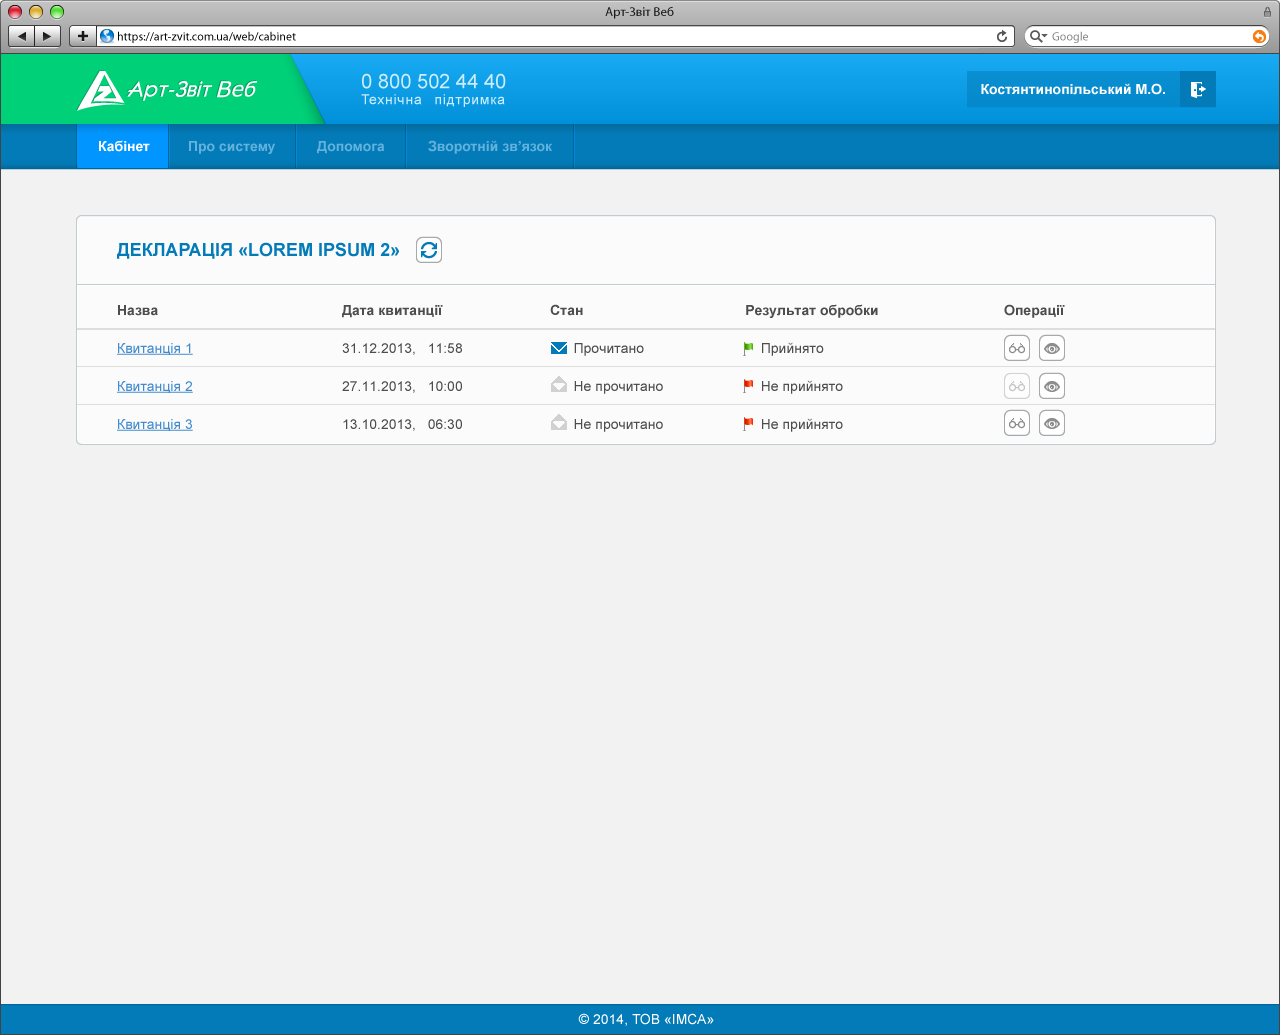 Арт-Звіт Веб
https://art-zvit.com.ua/web/cabinet
Google
Арт-Звіт Веб
0 800 502 44 40
Технічна підтримка
Костянтинопільський М.О.
Кабінет Про систему Допомога Зворотній зв’язок
ДЕКЛАРАЦІЯ «LOREM IPSUM 2»
Назва Дата квитанції Стан Результат обробки Операції
Квитанція 1 31.12.2013, 11:58 Прочитано Прийнято
Квитанція 2 27.11.2013, 10:00 Не прочитано Не прийнято
Квитанція 3 13.10.2013, 06:30 Не прочитано Не прийнято
© 2014, ТОВ «ІМСА»